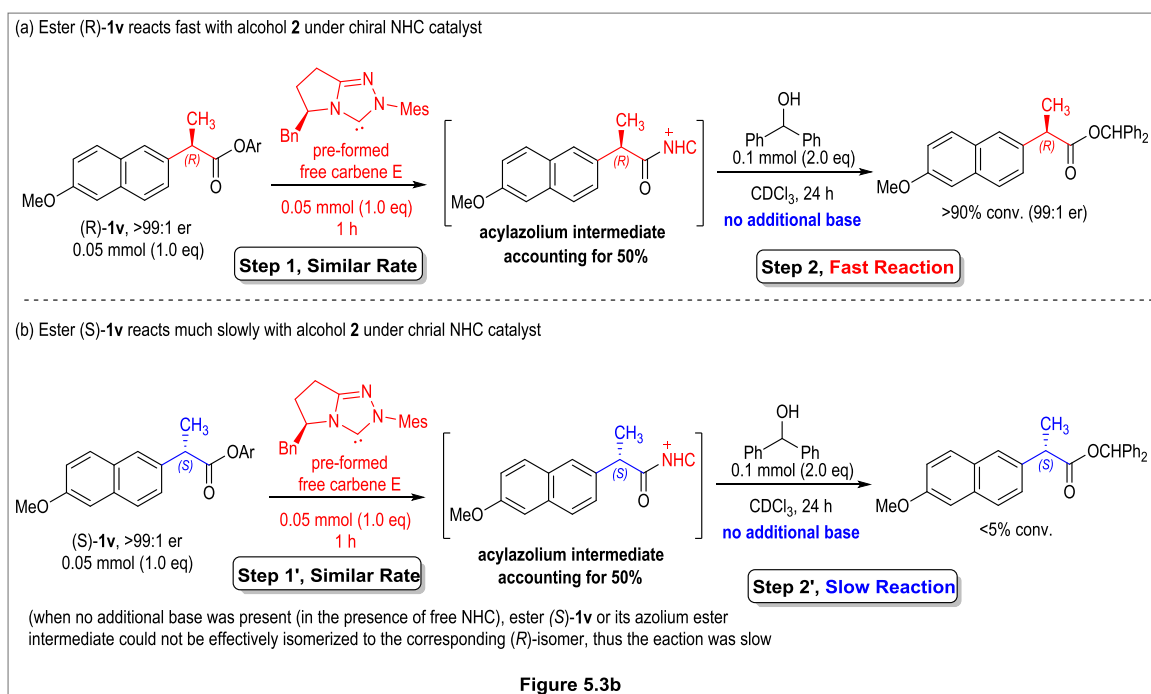 (a) Ester (R)-1v reacts fast with alcohol 2 under chiral NHC catalyst
CH3
(R)
OAr
O
MeO
(R)-1v, >99:1 er
0.05 mmol (1.0 eq)
N
N
N
Mes
Bn
pre-formed
free carbene E
0.05 mmol (1.0 eq)
1 h
Step 1, Similar Rate
CH3
+
NHC
(R)
O
MeO
acylazolium intermediate
accounting for 50%
OH
Ph Ph
0.1 mmol (2.0 eq)
CDCl3, 24 h
no additional base
Step 2, Fast Reaction
CH3
(R)
OCHPh2
O
MeO
>90% conv. (99:1 er)
(b) Ester (S)-1v reacts much slowly with alcohol 2 under chrial NHC catalyst
CH3
(S)
OAr
O
MeO
(S)-1v, >99:1 er
0.05 mmol (1.0 eq)
N
N
N
Mes
Bn
pre-formed
free carbene E
0.05 mmol (1.0 eq)
1 h
Step 1', Similar Rate
CH3
+
NHC
(S)
O
MeO
acylazolium intermediate
accounting for 50%
OH
Ph Ph
0.1 mmol (2.0 eq)
CDCl3, 24 h
no additional base
Step 2', Slow Reaction
CH3
(S)
OCHPh2
O
MeO
<5% conv.
(when no additional base was present (in the presence of free NHC), ester (S)-1v or its azolium ester
intermediate could not be effectively isomerized to the corresponding (R)-isomer, thus the eaction was slow
Figure 5.3b